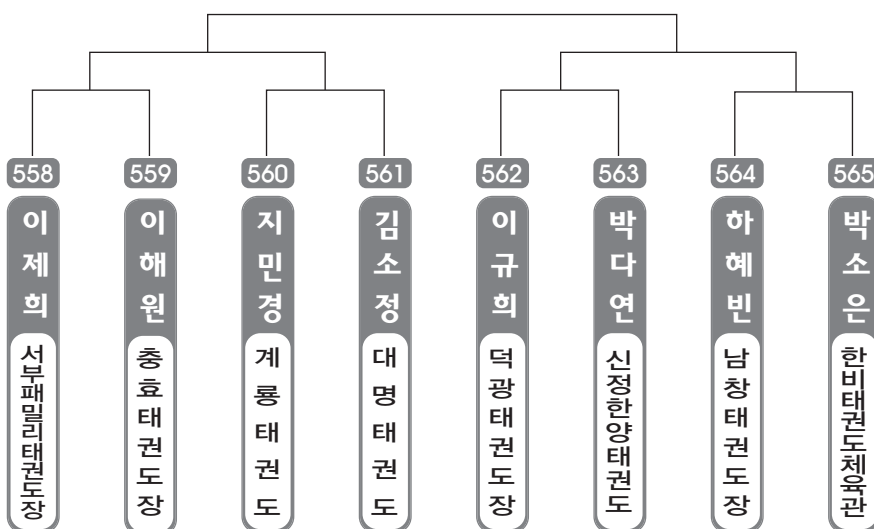 558
이제희
서부패밀리태권도장
559
이해원
충효태권도장
560
지민경
계룡태권도
561
김소정
대명태권도
562
이규희
덕광태권도장
563
박다연
신정한양태권도
564
하혜빈
남창태권도장
565
박소은
한비태권도체육관